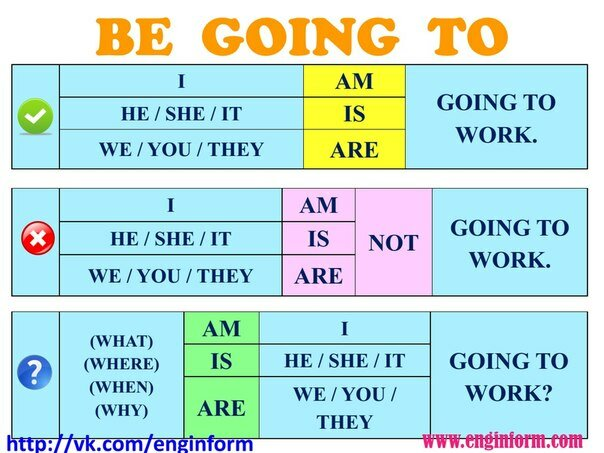 BE GOING TO
I AM
HE / SHE / IT IS
WE / YOU / THEY ARE
GOING TO
WORK.
I AM
HE / SHE / IT IS
WE / YOU / THEY ARE
NOT
GOING TO
WORK.
(WHAT)
(WHERE)
(WHEN)
(WHY)
AM I
IS HE / SHE / IT
ARE WE / YOU /
THEY
GOING TO
WORK?
?
http://vk.com/enginform
www.enginform.com